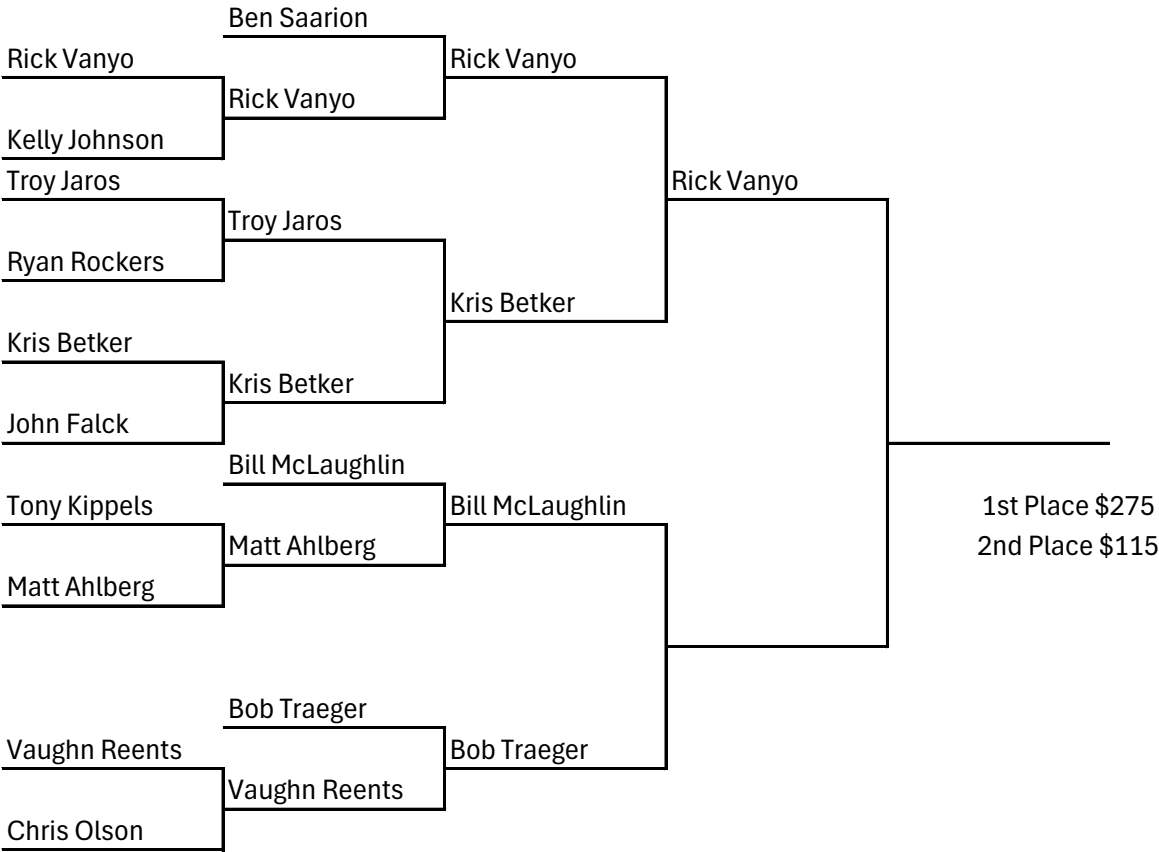 Ben Saarion
Rick Vanyo
Rick Vanyo
Rick Vanyo
Kelly Johnson
Troy Jaros
Rick Vanyo
Troy Jaros
Ryan Rockers
Kris Betker
Kris Betker
Kris Betker
John Falck
Bill McLaughlin
Tony Kippels
Bill McLaughlin
1st Place $275
Matt Ahlberg
2nd Place $115
Matt Ahlberg
Bob Traeger
Vaughn Reents
Bob Traeger
Vaughn Reents
Chris Olson